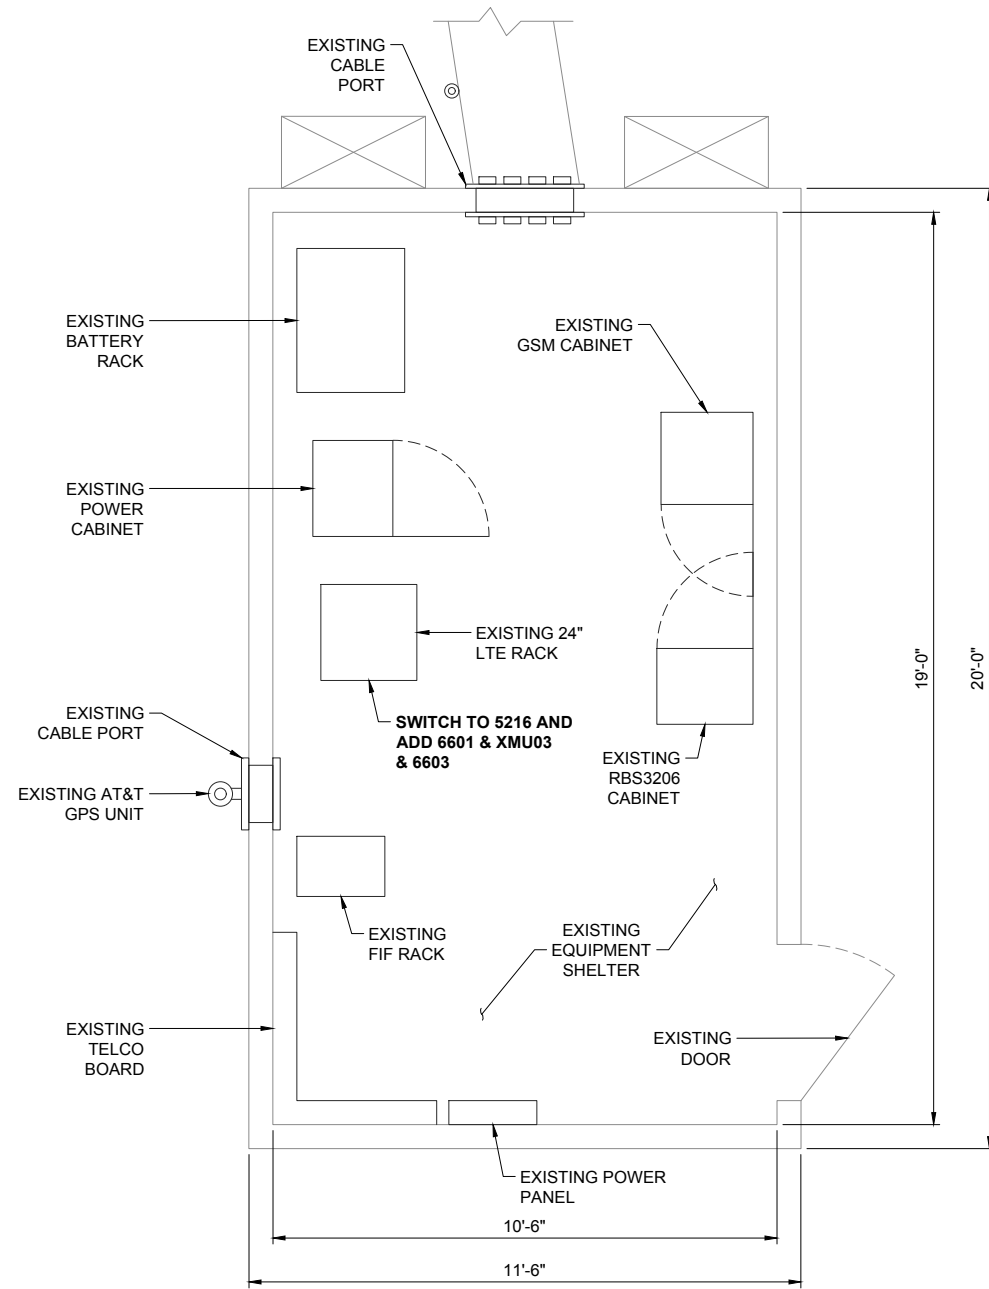 EXISTING
CABLE
PORT
EXISTING
BATTERY
RACK
EXISTING
GSM CABINET
EXISTING
POWER
CABINET
EXISTING 24"
LTE RACK
SWITCH TO 5216 AND
ADD 6601 & XMU03
& 6603
EXISTING
CABLE PORT
EXISTING
RBS3206
CABINET
EXISTING AT&T
GPS UNIT
19'-0"
20'-0"
EXISTING
FIF RACK
EXISTING
EQUIPMENT
SHELTER
EXISTING
TELCO
BOARD
EXISTING
DOOR
EXISTING POWER
PANEL
10'-6"
11'-6"